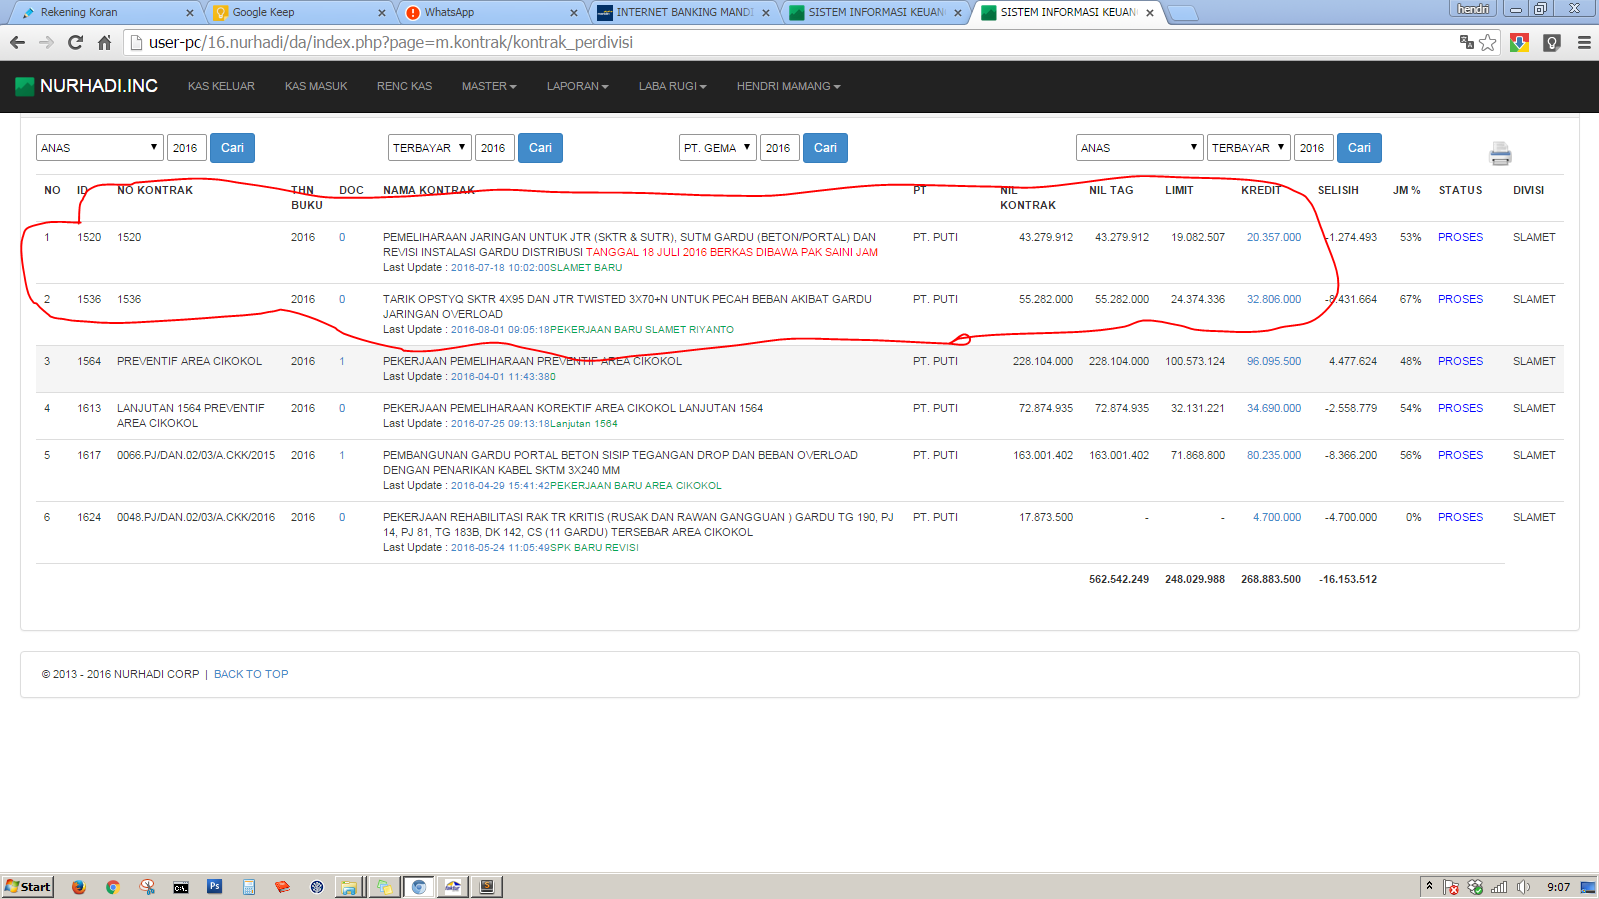 Rekening Koran
Google Keep
WhatsApp
INTERNET BANKING MANDI
SISTEM INFORMASI KEUAN
SISTEM INFORMASI KEUAN
hendri
user-pc/16.nurhadi/da/index.php?page=m.kontrak/kontrak_perdivisi
NURHADI.INC KAS KELUAR KAS MASUK RENC KAS MASTER LAPORAN LABA RUGI HENDRI MAMANG
ANAS 2016 Cari TERBAYAR 2016 Cari PT. GEMA 2016 Cari ANAS TERBAYAR 2016 Cari
NO ID NO KONTRAK THN BUKU DOC NAMA KONTRAK PT NIL KONTRAK NIL TAG LIMIT KREDIT SELISIH JM % STATUS DIVISI
1 1520 1520 2016 0 PEMELIHARAAN JARINGAN UNTUK JTR (SKTR & SUTR), SUTM GARDU (BETON/PORTAL) DAN PT. PUTI 43.279.912 43.279.912 19.082.507 20.357.000 -1.274.493 53% PROSES SLAMET
REVISI INSTALASI GARDU DISTRIBUSI TANGGAL 18 JULI 2016 BERKAS DIBAWA PAK SAINI JAM
Last Update : 2016-07-18 10:02:00SLAMET BARU
2 1536 1536 2016 0 TARIK OPSTYQ SKTR 4X95 DAN JTR TWISTED 3X70+N UNTUK PECAH BEBAN AKIBAT GARDU PT. PUTI 55.282.000 55.282.000 24.374.336 32.806.000 -8.431.664 67% PROSES SLAMET
JARINGAN OVERLOAD
Last Update : 2016-08-01 09:05:18PEKERJAAN BARU SLAMET RIYANTO
3 1564 PREVENTIF AREA CIKOKOL 2016 1 PEKERJAAN PEMELIHARAAN PREVENTIF AREA CIKOKOL PT. PUTI 228.104.000 228.104.000 100.573.124 96.095.500 4.477.624 48% PROSES SLAMET
Last Update : 2016-04-01 11:43:380
4 1613 LANJUTAN 1564 PREVENTIF 2016 0 PEKERJAAN PEMELIHARAAN KOREKTIF AREA CIKOKOL LANJUTAN 1564 PT. PUTI 72.874.935 72.874.935 32.131.221 34.690.000 -2.558.779 54% PROSES SLAMET
AREA CIKOKOL Last Update : 2016-07-25 09:13:18Lanjutan 1564
5 1617 0066.PJ/DAN.02/03/A.CKK/2015 2016 1 PEMBANGUNAN GARDU PORTAL BETON SISIP TEGANGAN DROP DAN BEBAN OVERLOAD PT. PUTI 163.001.402 163.001.402 71.868.800 80.235.000 -8.366.200 56% PROSES SLAMET
DENGAN PENARIKAN KABEL SKTM 3X240 MM
Last Update : 2016-04-29 15:41:42PEKERJAAN BARU AREA CIKOKOL
6 1624 0048.PJ/DAN.02/03/A.CKK/2016 2016 0 PEKERJAAN REHABILITASI RAK TR KRITIS (RUSAK DAN RAWAN GANGGUAN ) GARDU TG 190, PJ PT. PUTI 17.873.500 - - 4.700.000 -4.700.000 0% PROSES SLAMET
14, PJ 81, TG 183B, DK 142, CS (11 GARDU) TERSEBAR AREA CIKOKOL
Last Update : 2016-05-24 11:05:49SPK BARU REVISI
562.542.249 248.029.988 268.883.500 -16.153.512
© 2013 - 2016 NURHADI CORP | BACK TO TOP
Start 9:07